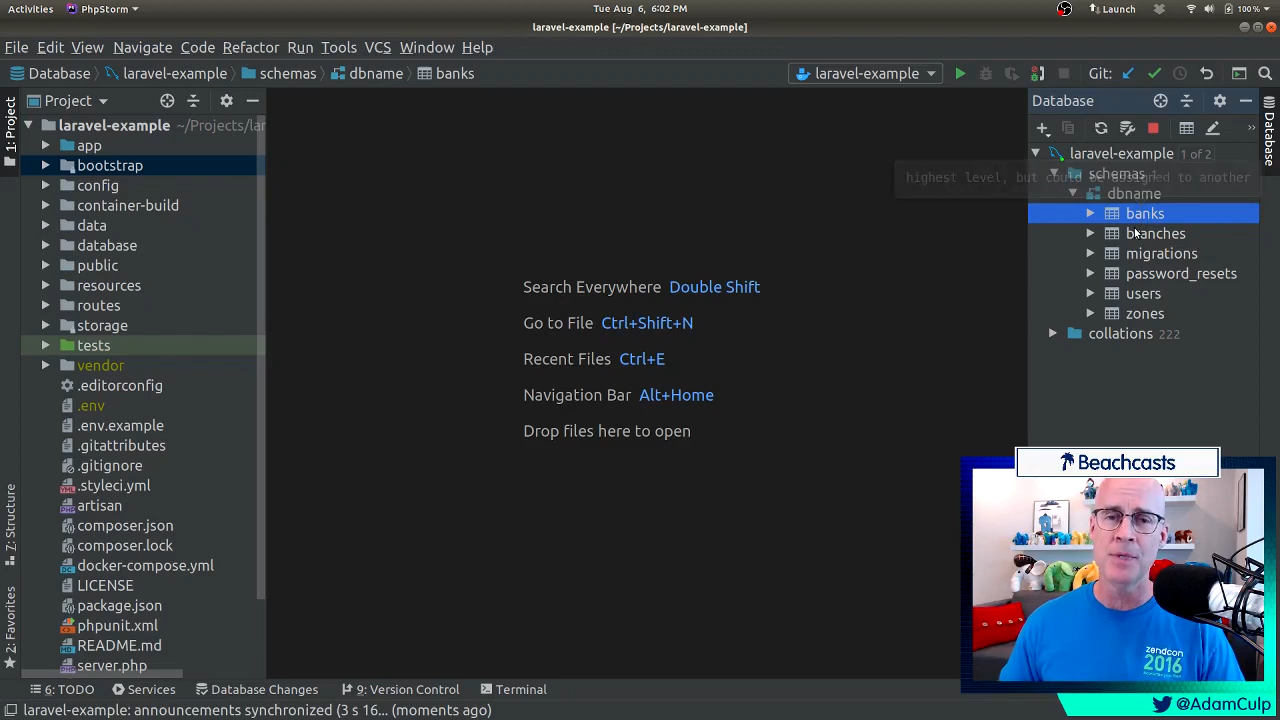 Activities PhpStorm Tue Aug 6, 6:02 PM Launch 100%
laravel-example [~/Projects/laravel-example]
File Edit View Navigate Code Refactor Run Tools VCS Window Help
Database laravel-example schemas dbname banks laravel-example Git:
1: Project
Project
laravel-example ~/Projects/lar
app
bootstrap
config
container-build
data
database
public
resources
routes
storage
tests
vendor
.editorconfig
.env
.env.example
.gitattributes
.gitignore
.styleci.yml
artisan
composer.json
composer.lock
docker-compose.yml
LICENSE
package.json
phpunit.xml
README.md
server.php
Z: Structure
2: Favorites
Search Everywhere Double Shift
Go to File Ctrl+Shift+N
Recent Files Ctrl+E
Navigation Bar Alt+Home
Drop files here to open
Database
Database
laravel-example 1 of 2
schemas 1
highest level, but could be assigned to another
dbname
banks
branches
migrations
password_resets
users
zones
collations 222
Beachcasts
zendcon
2016
@AdamCulp
6: TODO Services Database Changes 9: Version Control Terminal
laravel-example: announcements synchronized (3 s 16... (moments ago)